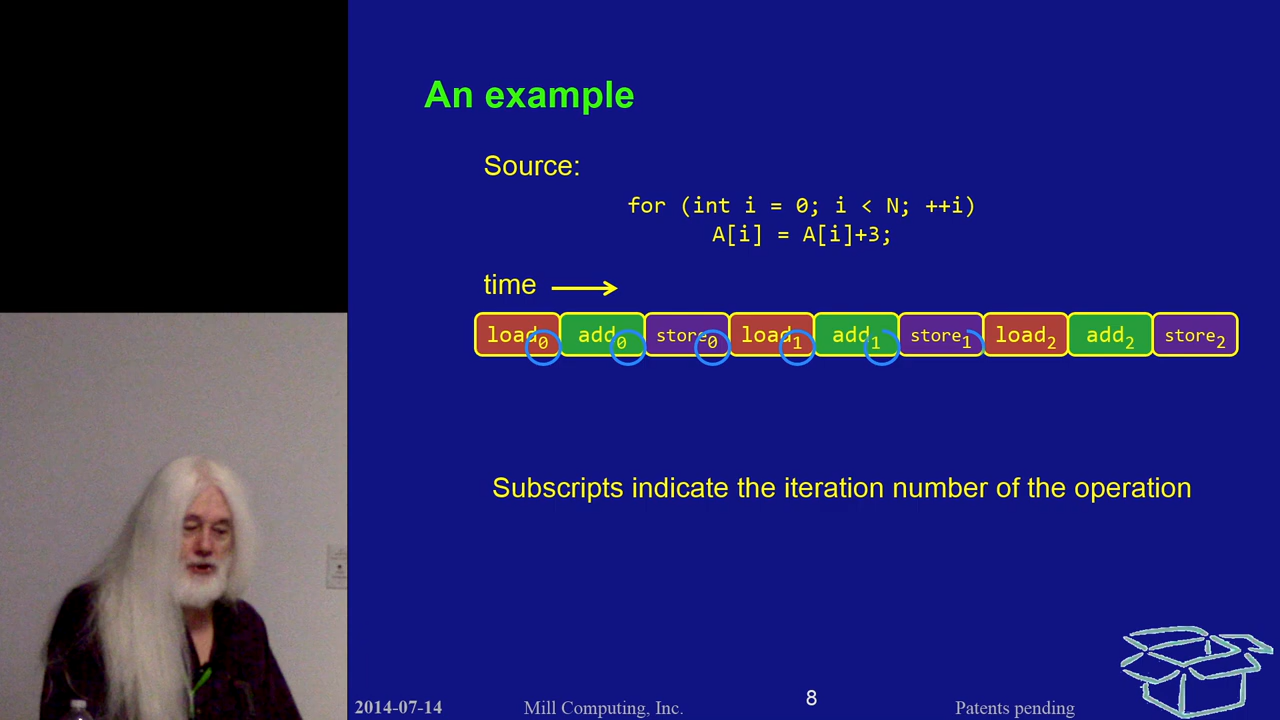 An example
Source:
for (int i = 0; i < N; ++i)
A[i] = A[i]+3;
time
load0 add0 store0 load1 add1 store1 load2 add2 store2
Subscripts indicate the iteration number of the operation
2014-07-14 Mill Computing, Inc. 8 Patents pending